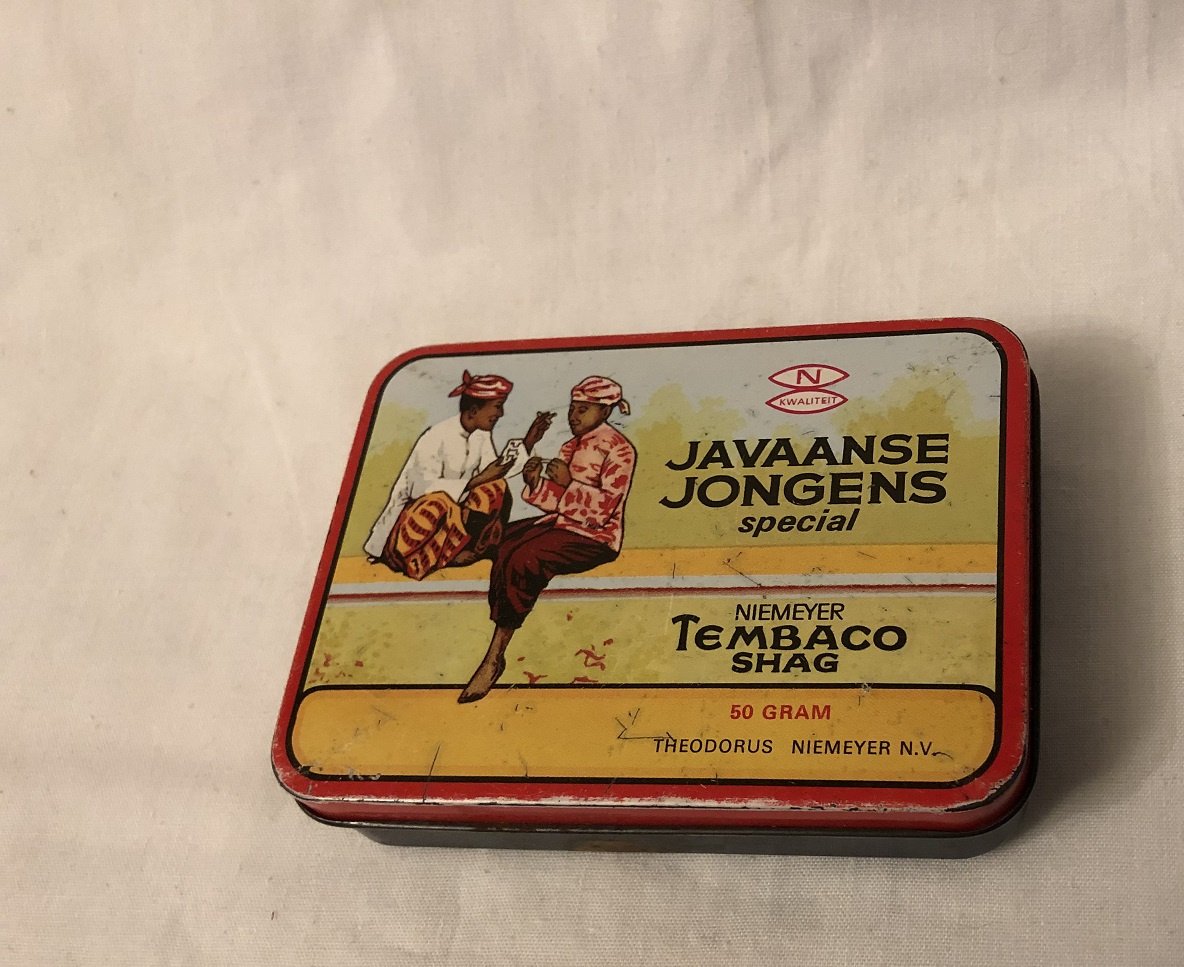 N
KWALITEIT
JAVAANSE
JONGENS
special
NIEMEYER
TEMBACO
SHAG
50 GRAM
THEODORUS NIEMEYER N.V.